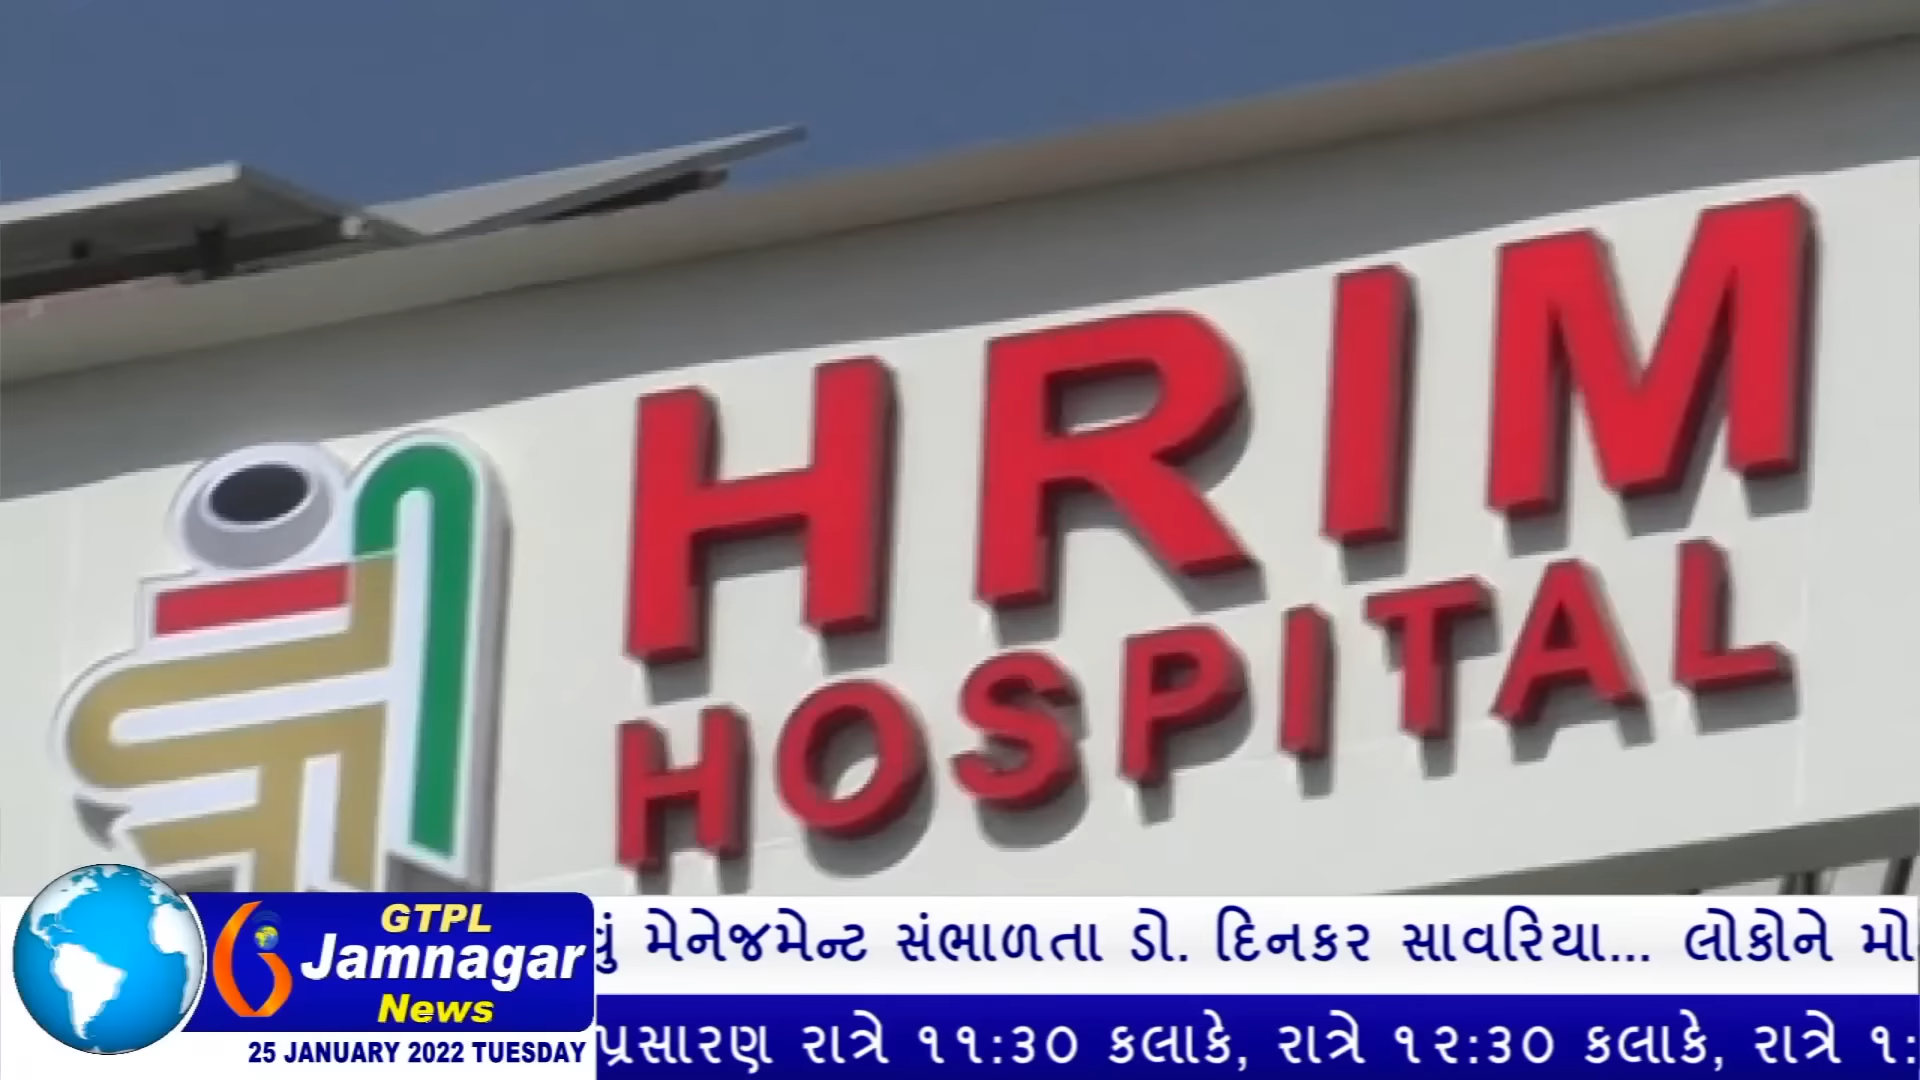 HRIM
HOSPITAL
મેનેજમેન્ટ સંભાળતા ડો. દિનકર સાવરિયા... લોકોને
GTPL
Jamnagar
News
25 JANUARY 2022 TUESDAY
પ્રસારણ રાત્રે ૧૧:૩૦ કલાકે, રાત્રે ૧૨:૩૦ કલાકે, રાત્રે ૧: